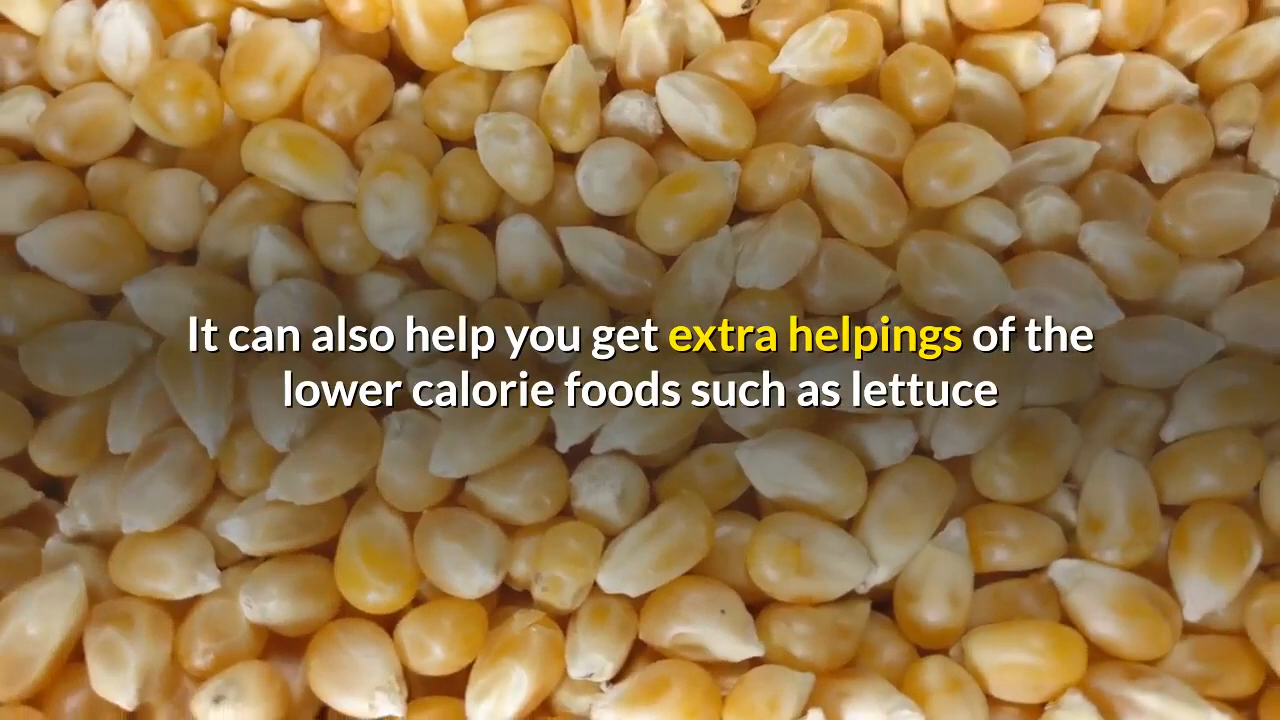 It can also help you get extra helpings of the
lower calorie foods such as lettuce